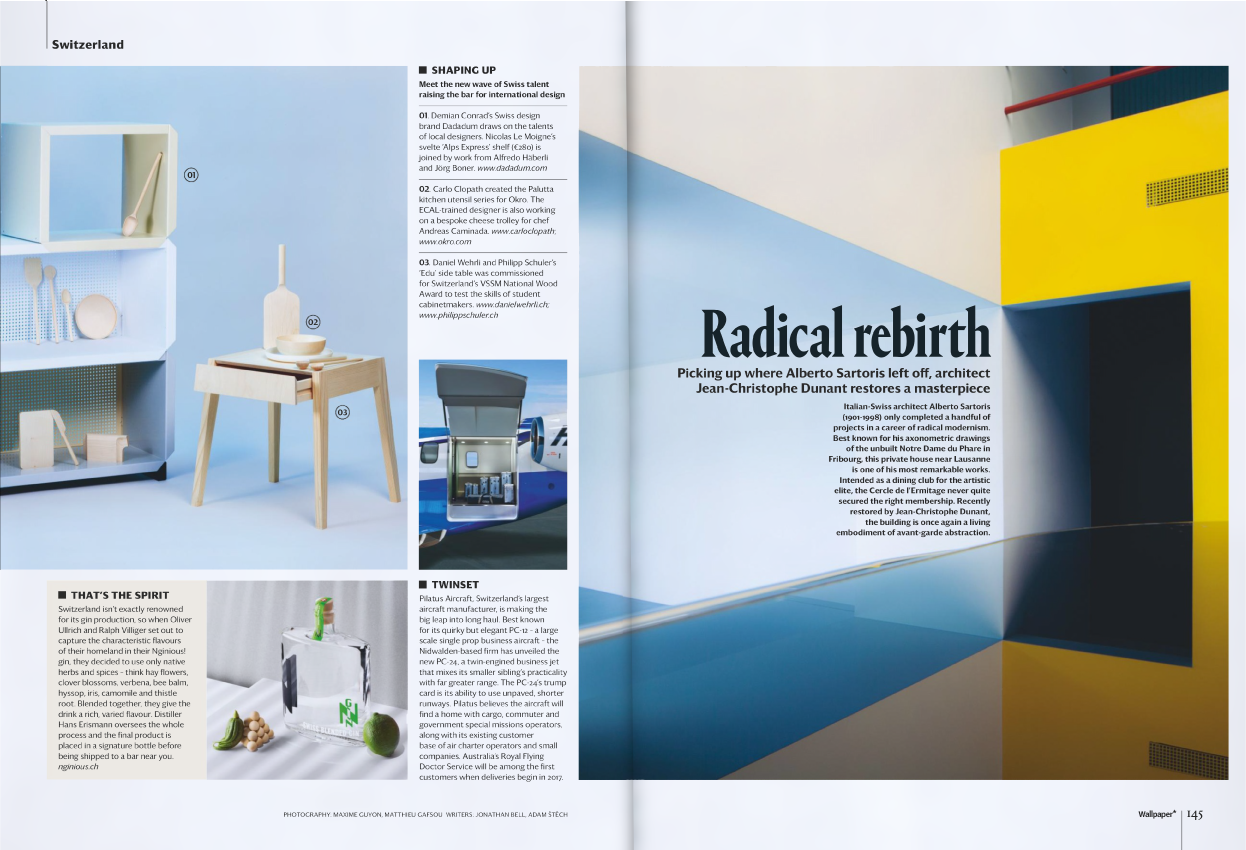 Switzerland
SHAPING UP
Meet the new wave of Swiss talent
raising the bar for international design
01. Demian Conrad's Swiss design
brand Dadadum draws on the talents
of local designers. Nicolas Le Moigne's
svelte 'Alps Express' shelf (€280) is
joined by work from Alfredo Häberli
and Jörg Boner. www.dadadum.com
02. Carlo Clopath created the Palutta
kitchen utensil series for Okro. The
ECAL-trained designer is also working
on a bespoke cheese trolley for chef
Andreas Caminada. www.carloclopath;
www.okro.com
03. Daniel Wehrli and Philipp Schuler's
'Edu' side table was commissioned
for Switzerland's VSSM National Wood
Award to test the skills of student
cabinetmakers. www.danielwehrli.ch;
www.philippschuler.ch
01
02
03
THAT'S THE SPIRIT
Switzerland isn't exactly renowned
for its gin production, so when Oliver
Ullrich and Ralph Villiger set out to
capture the characteristic flavours
of their homeland in their Nginious!
gin, they decided to use only native
herbs and spices – think hay flowers,
clover blossoms, verbena, bee balm,
hyssop, iris, camomile and thistle
root. Blended together, they give the
drink a rich, varied flavour. Distiller
Hans Erismann oversees the whole
process and the final product is
placed in a signature bottle before
being shipped to a bar near you.
nginious.ch
SWISS BLENDED GIN
TWINSET
Pilatus Aircraft, Switzerland's largest
aircraft manufacturer, is making the
big leap into long haul. Best known
for its quirky but elegant PC-12 – a large
scale single prop business aircraft – the
Nidwalden-based firm has unveiled the
new PC-24, a twin-engined business jet
that mixes its smaller sibling's practicality
with far greater range. The PC-24's trump
card is its ability to use unpaved, shorter
runways. Pilatus believes the aircraft will
find a home with cargo, commuter and
government special missions operators,
along with its existing customer
base of air charter operators and small
companies. Australia's Royal Flying
Doctor Service will be among the first
customers when deliveries begin in 2017.
PHOTOGRAPHY: MAXIME GUYON, MATTHIEU GAFSOU WRITERS: JONATHAN BELL, ADAM ŠTĚCH
Radical rebirth
Picking up where Alberto Sartoris left off, architect
Jean-Christophe Dunant restores a masterpiece
Italian-Swiss architect Alberto Sartoris
(1901-1998) only completed a handful of
projects in a career of radical modernism.
Best known for his axonometric drawings
of the unbuilt Notre Dame du Phare in
Fribourg, this private house near Lausanne
is one of his most remarkable works.
Intended as a dining club for the artistic
elite, the Cercle de l'Ermitage never quite
secured the right membership. Recently
restored by Jean-Christophe Dunant,
the building is once again a living
embodiment of avant-garde abstraction.
Wallpaper* 145